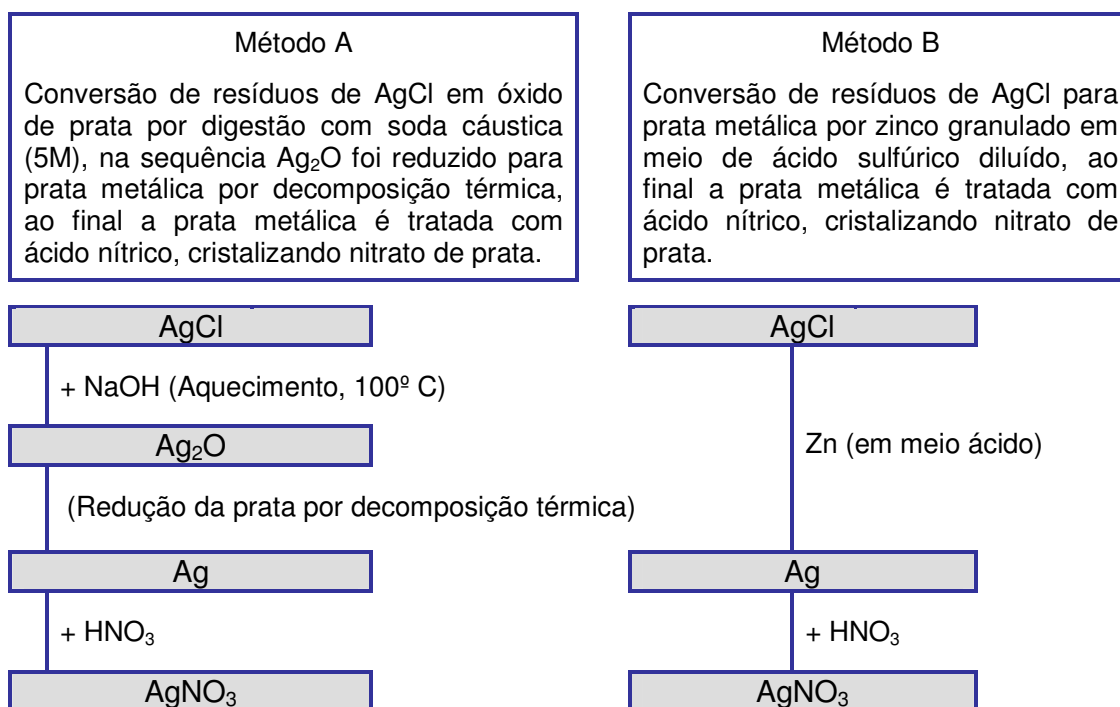 Método A
Conversão de resíduos de AgCl em óxido
de prata por digestão com soda cáustica
(5M), na sequência Ag₂O foi reduzido para
prata metálica por decomposição térmica,
ao final a prata metálica é tratada com
ácido nítrico, cristalizando nitrato de prata.
AgCl
+ NaOH (Aquecimento, 100º C)
Ag₂O
(Redução da prata por decomposição térmica)
Ag
+ HNO₃
AgNO₃
Método B
Conversão de resíduos de AgCl para
prata metálica por zinco granulado em
meio de ácido sulfúrico diluído, ao
final a prata metálica é tratada com
ácido nítrico, cristalizando nitrato de
prata.
AgCl
Zn (em meio ácido)
Ag
+ HNO₃
AgNO₃